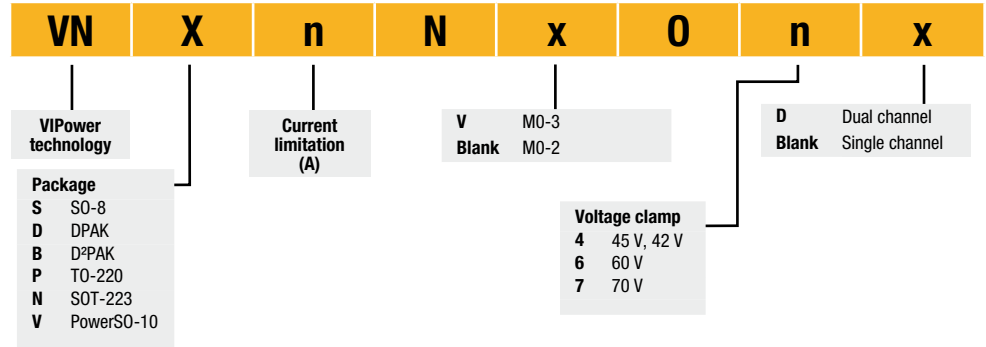 VN X n N x 0 n x
VIPower
technology
Current
limitation
(A)
V M0-3
Blank M0-2
D Dual channel
Blank Single channel
Package
S SO-8
D DPAK
B D²PAK
P TO-220
N SOT-223
V PowerSO-10
Voltage clamp
4 45 V, 42 V
6 60 V
7 70 V